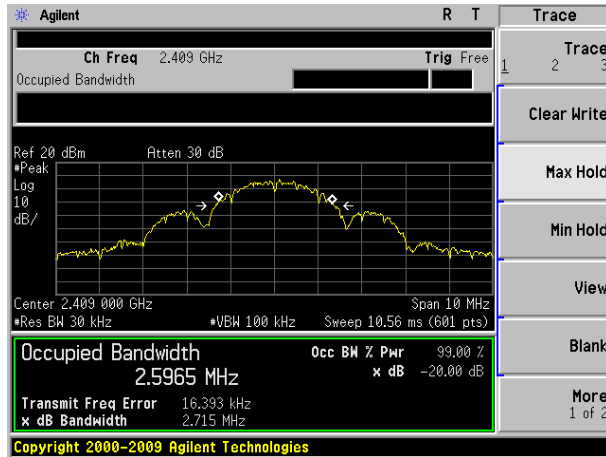 Agilent R T Trace
Ch Freq 2.409 GHz Trig Free
Occupied Bandwidth
Trace
1 2 3
Clear Write
Max Hold
Min Hold
View
Blank
More
1 of 2
Ref 20 dBm Atten 30 dB
#Peak
Log
10
dB/
Center 2.409 000 GHz Span 10 MHz
#Res BW 30 kHz #VBW 100 kHz Sweep 10.56 ms (601 pts)
Occupied Bandwidth Occ BW % Pwr 99.00 %
2.5965 MHz x dB -20.00 dB
Transmit Freq Error 16.393 kHz
x dB Bandwidth 2.715 MHz
Copyright 2000-2009 Agilent Technologies